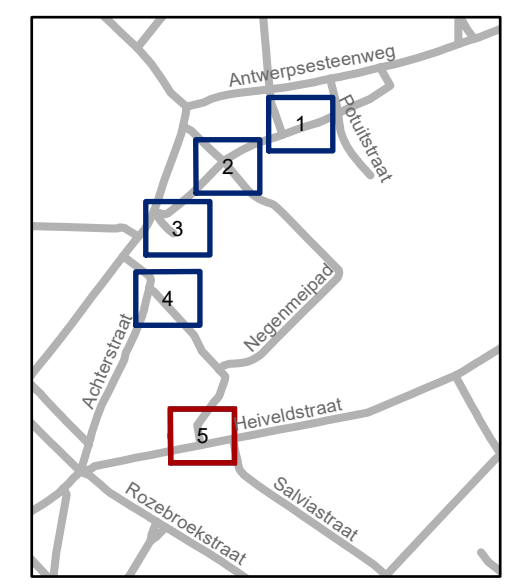 Antwerpsesteenweg
1
Potuitstraat
2
3
Negenmeipad
4
Achterstraat
Heiveldstraat
5
Salviastraat
Rozebroekstraat